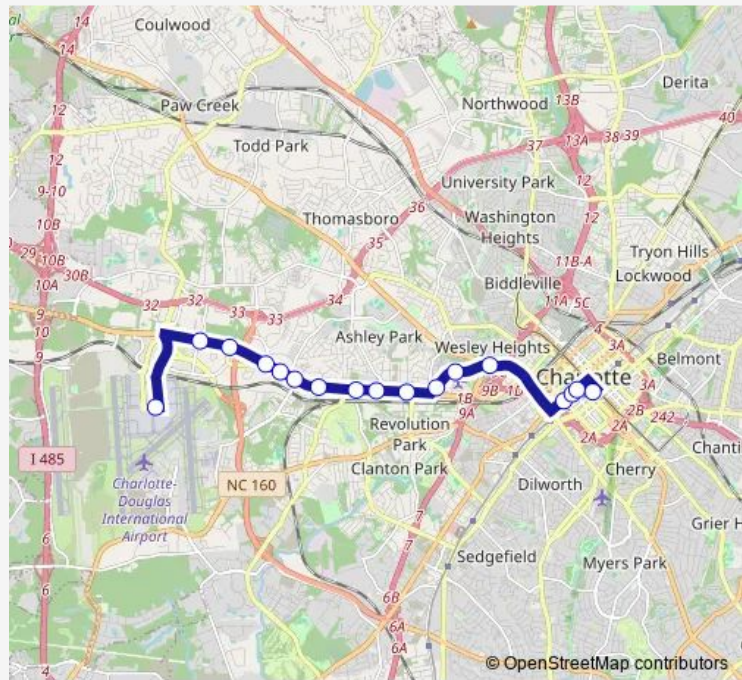 Coulwood
14
14
Derita
Paw Creek
Northwood
13B
13A
38
39
40
12
37
Todd Park
12
University Park
12
9-10
36
Thomasboro
Washington
Heights
10B
10B
29
30B
10A
35
11B-A
Tryon Hills
Lockwood
Biddleville
11A
5C
32
32
33
33
34
10
9
Ashley Park
Wesley Heights
4
3A
Belmont
Charlotte
1B
9B
1D
3A
2B
242
9A
Revolution
Park
2A
2A
Chanti
I 485
Clanton Park
Cherry
NC 160
Charlotte-
Douglas
International
Airport
Dilworth
Grier H
7
7
6
6
Sedgefield
Myers Park
6B
6A
4
© OpenStreetMap contributors